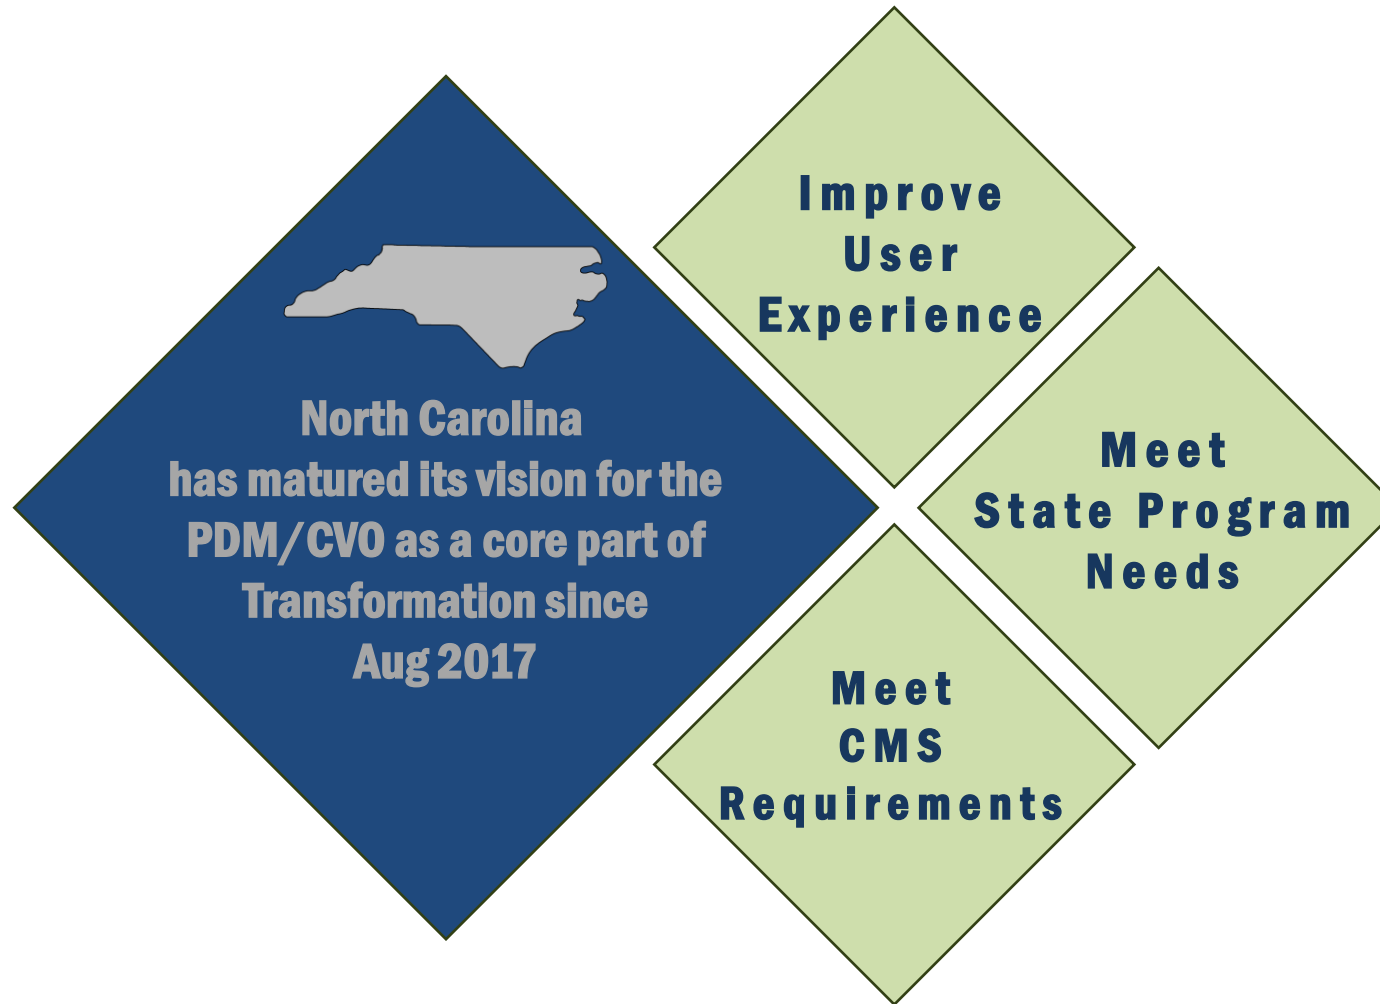 North Carolina
has matured its vision for the
PDM/CVO as a core part of
Transformation since
Aug 2017
Improve
User
Experience
Meet
State Program
Needs
Meet
CMS
Requirements